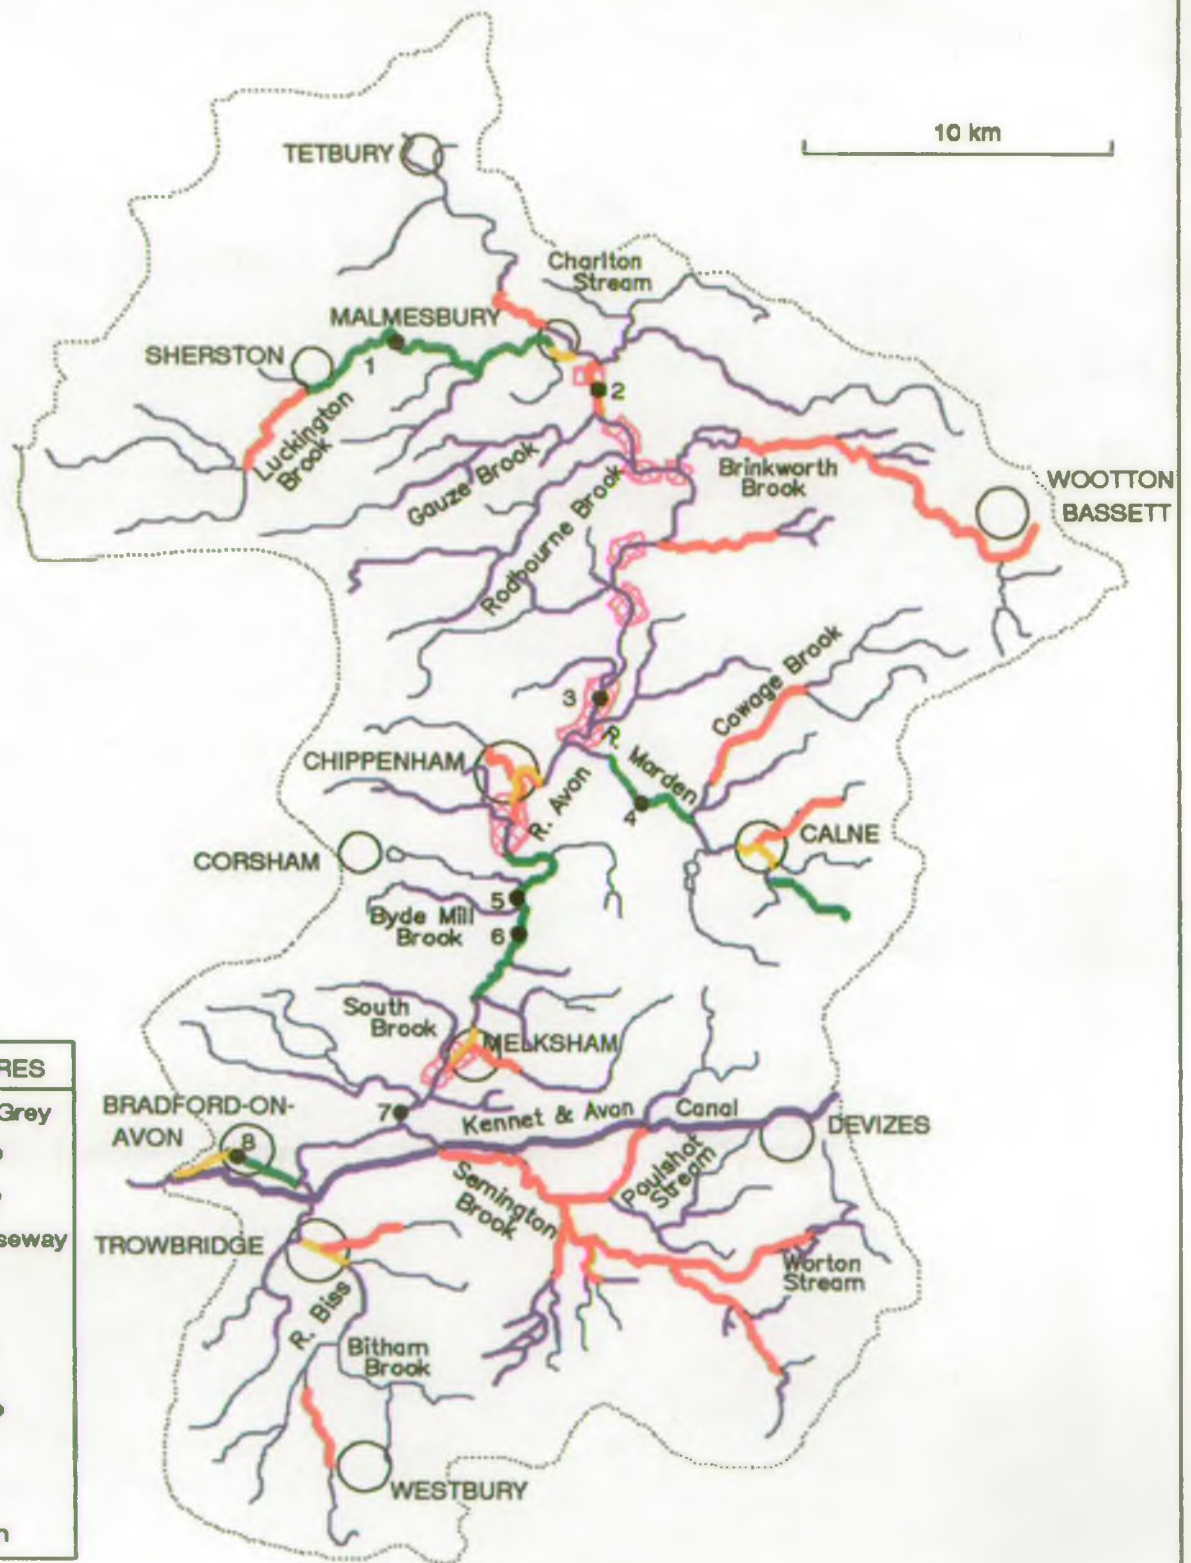 10 km
TETBURY
Charlton
Stream
MALMESBURY
SHERSTON
1
2
Luckington
Brook
Gauze Brook
Brinkworth
Brook
WOOTTON
BASSETT
Rodbourne Brook
3
Cowage Brook
R. Marden
CHIPPENHAM
R. Avon
4
CALNE
CORSHAM
5
Byde Mill
Brook
6
South
Brook
MELKSHAM
RES
Grey
seway
BRADFORD-ON-
AVON
7
8
Kennet & Avon Canal
DEVIZES
Poulshot
Stream
Semington
Brook
TROWBRIDGE
Worton
Stream
R. Biss
Bitham
Brook
WESTBURY
n